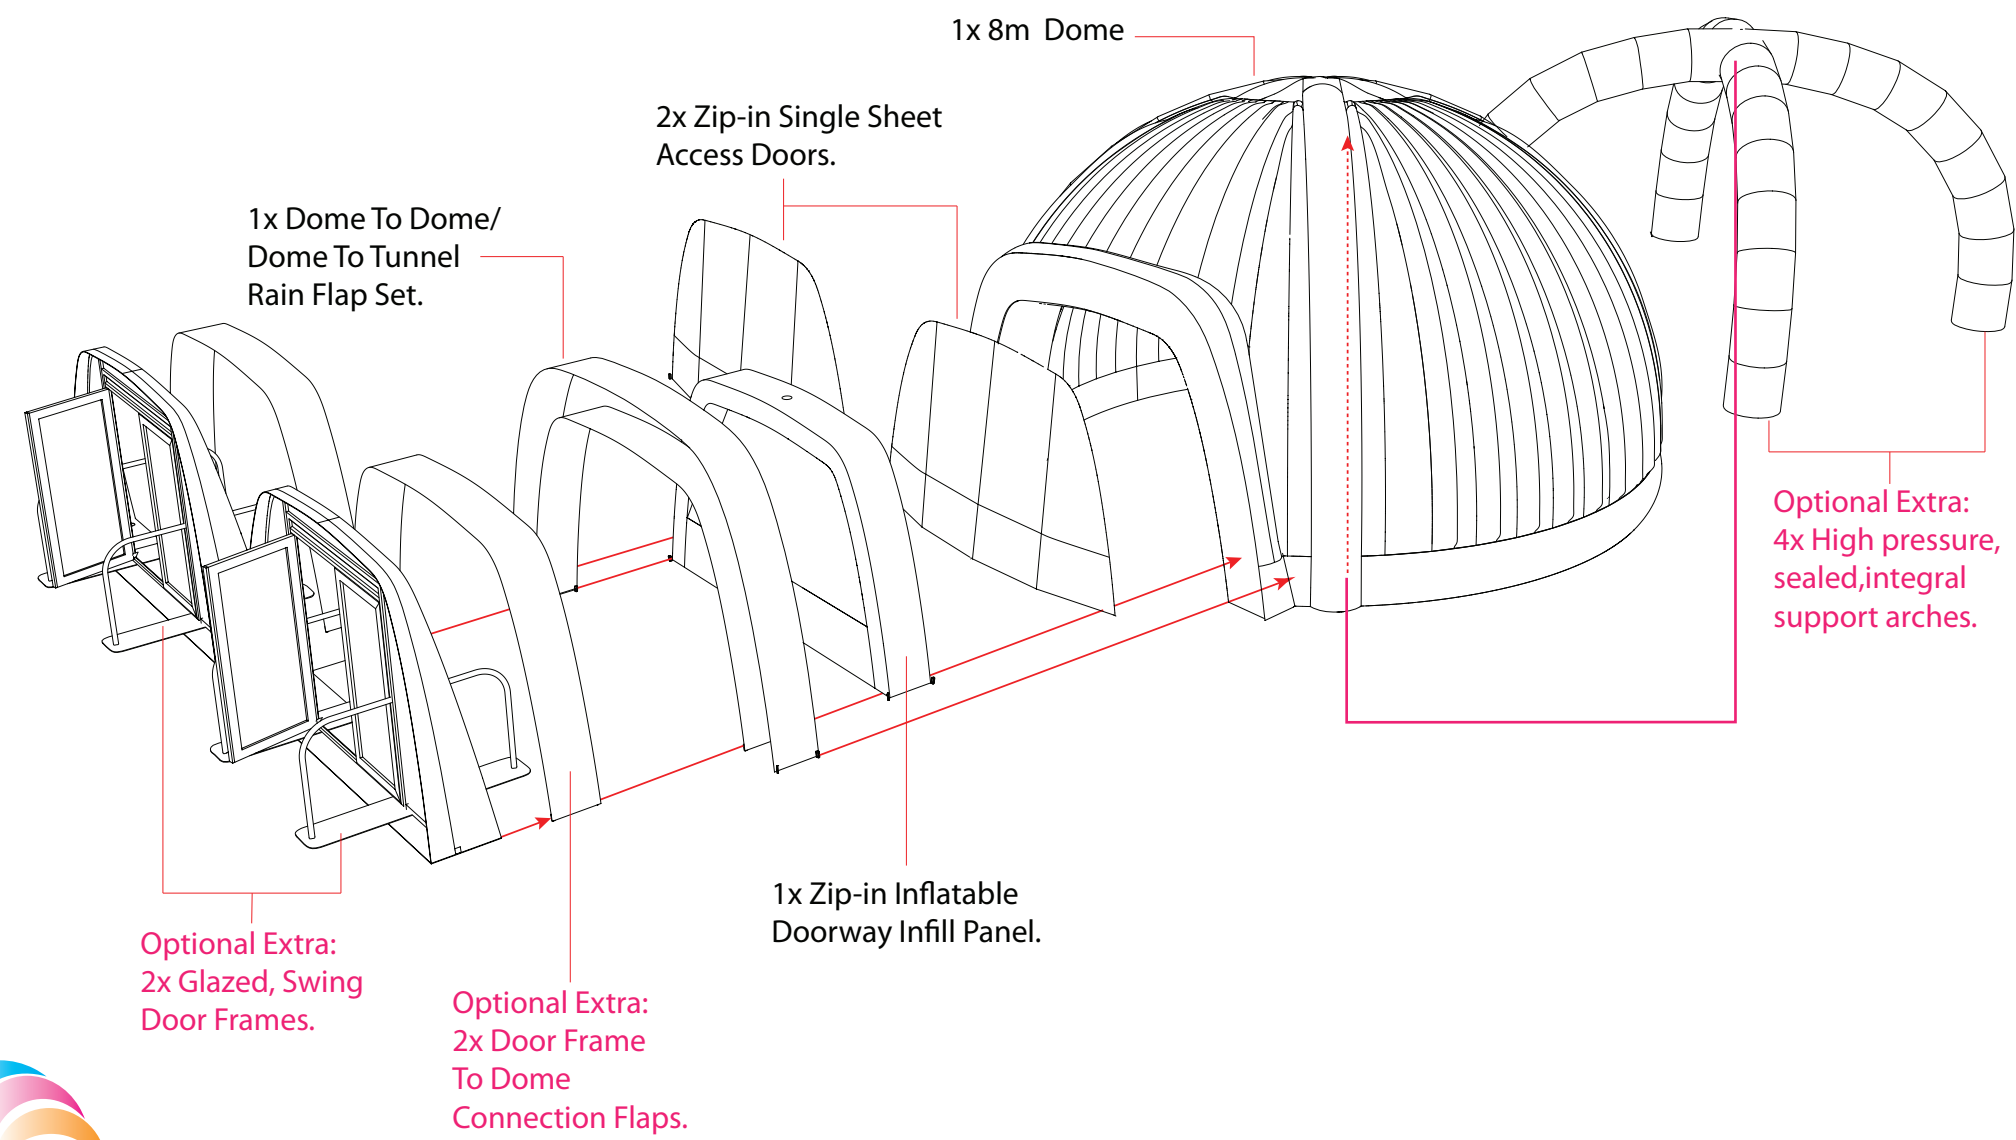 1x 8m Dome
2x Zip-in Single Sheet
Access Doors.
1x Dome To Dome/
Dome To Tunnel
Rain Flap Set.
Optional Extra:
4x High pressure,
sealed,integral
support arches.
1x Zip-in Inflatable
Doorway Infill Panel.
Optional Extra:
2x Glazed, Swing
Door Frames.
Optional Extra:
2x Door Frame
To Dome
Connection Flaps.